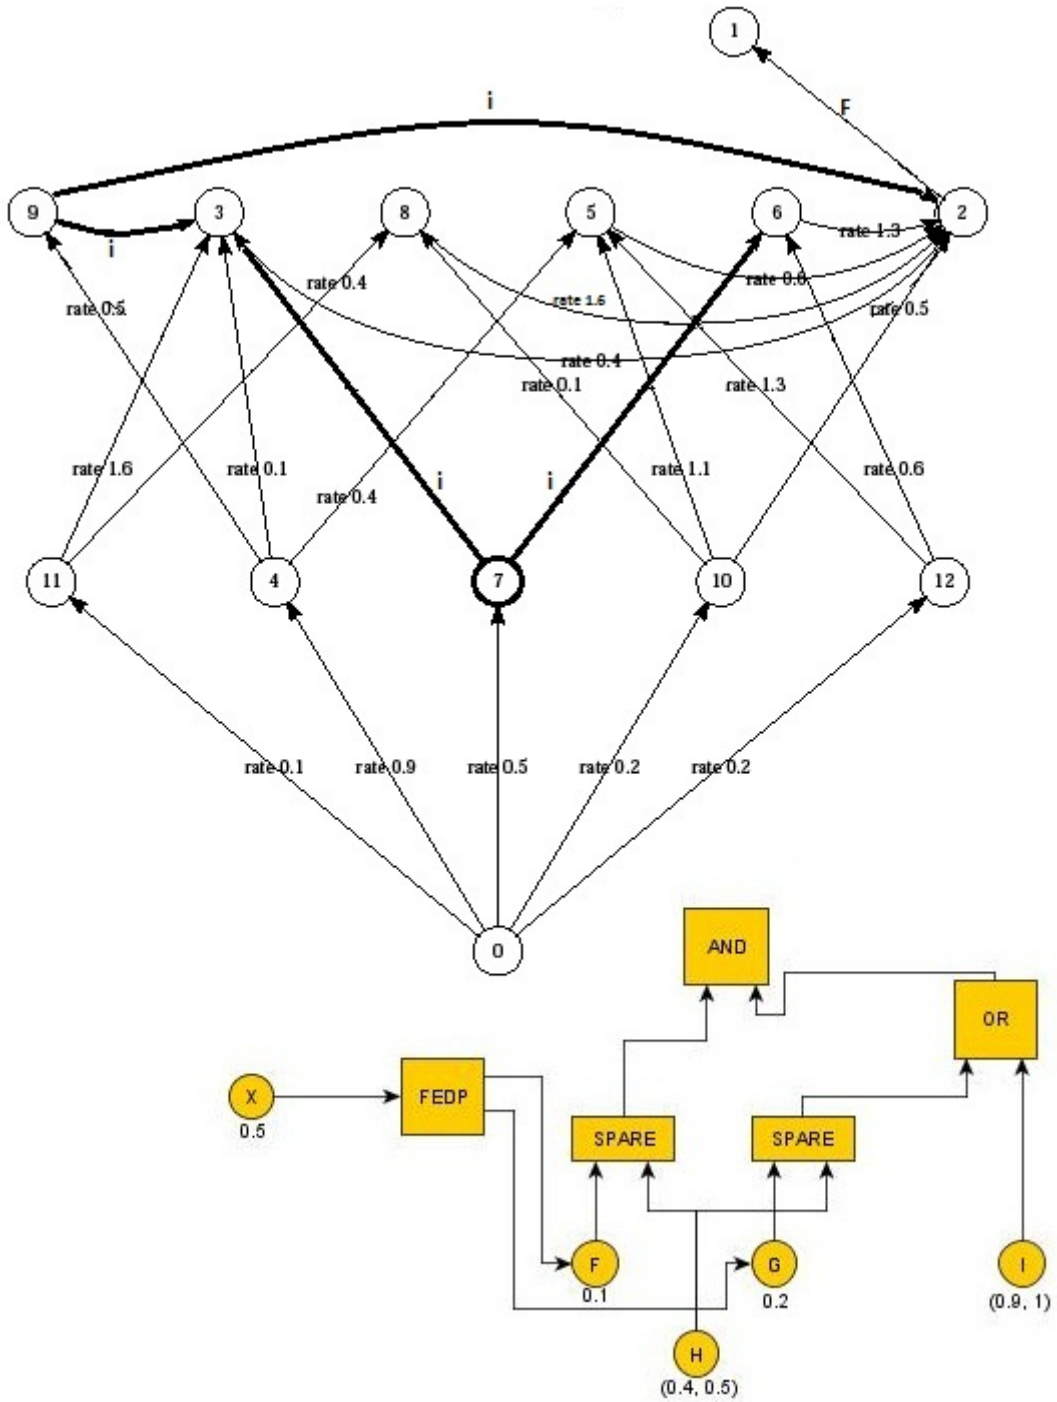 1
F
i
9
3
8
5
6
2
i
rate 1.3
rate 0.4
rate 0.6
rate 0.5
rate 1.6
rate 0.5
rate 0.4
rate 0.1
rate 1.3
rate 1.6
rate 0.1
rate 0.4
i
i
rate 1.1
rate 0.6
11
4
7
10
12
rate 0.1
rate 0.9
rate 0.5
rate 0.2
rate 0.2
0
AND
OR
X
0.5
FEDP
SPARE
SPARE
F
0.1
G
0.2
I
(0.9, 1)
H
(0.4, 0.5)